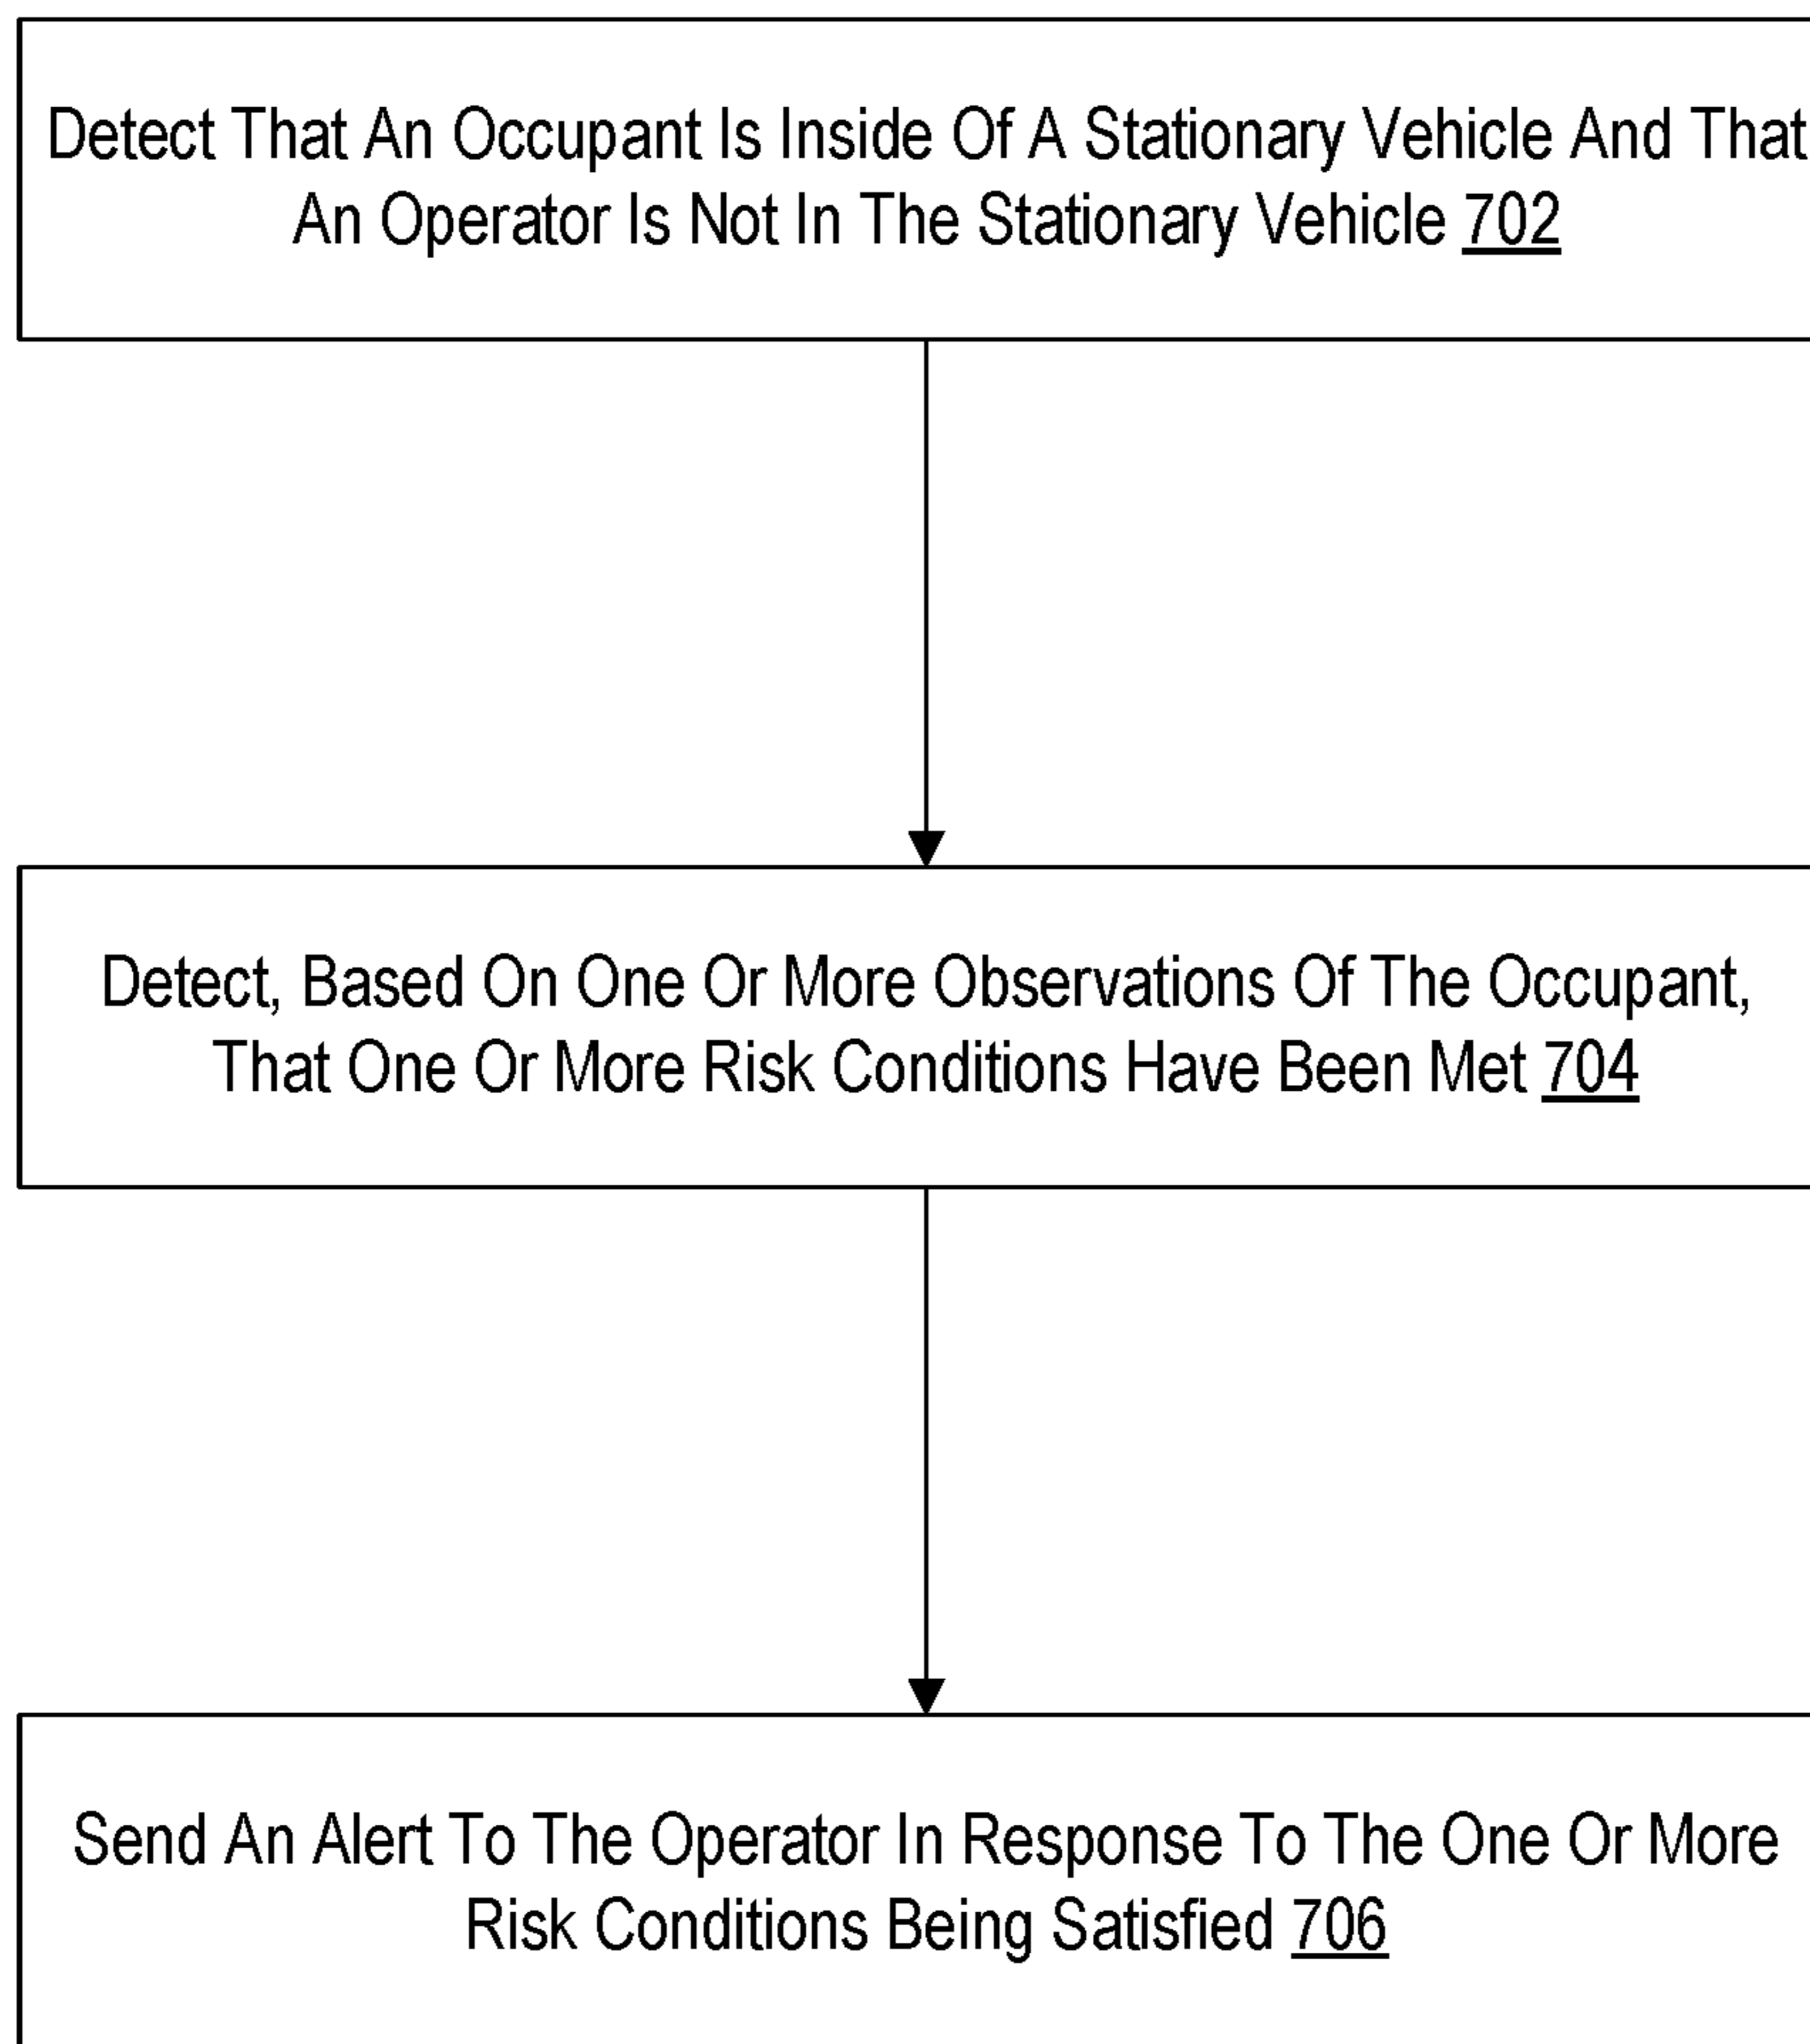 Detect That An Occupant Is Inside Of A Stationary Vehicle And That
An Operator Is Not In The Stationary Vehicle 702
Detect, Based On One Or More Observations Of The Occupant,
That One Or More Risk Conditions Have Been Met 704
Send An Alert To The Operator In Response To The One Or More
Risk Conditions Being Satisfied 706